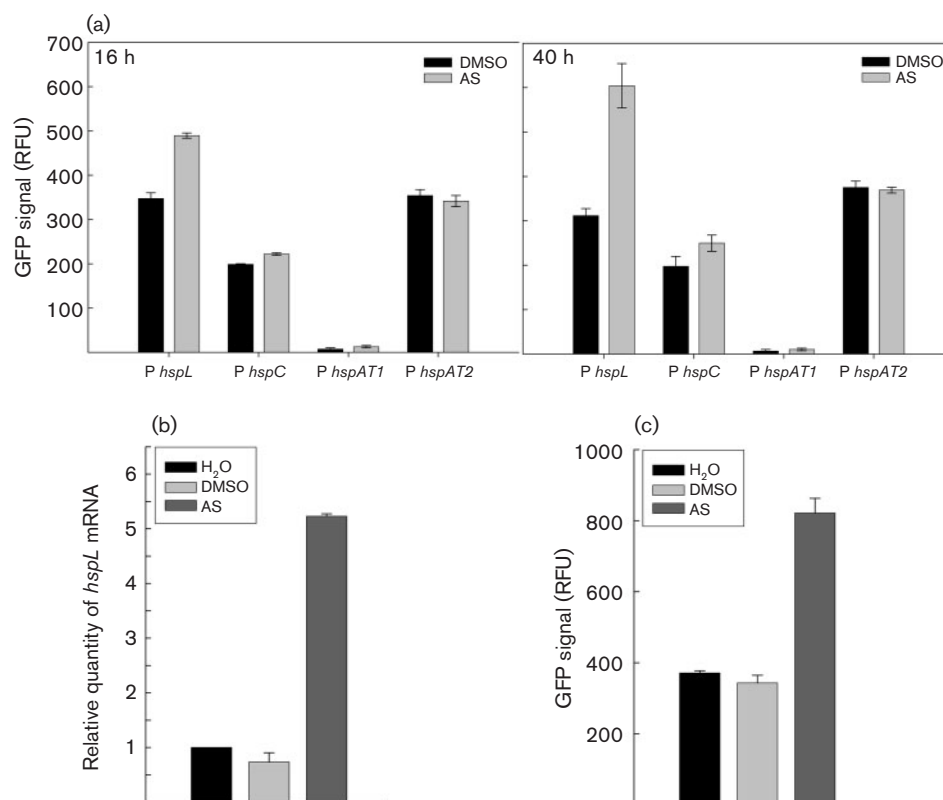 (a)
700
600
500
400
300
200
100
GFP signal (RFU)
16 h
DMSO
AS
P hspL P hspC P hspAT1 P hspAT2
40 h
DMSO
AS
P hspL P hspC P hspAT1 P hspAT2
(b)
Relative quantity of hspL mRNA
6
5
4
3
2
1
H₂O
DMSO
AS
(c)
GFP signal (RFU)
1000
800
600
400
200
H₂O
DMSO
AS